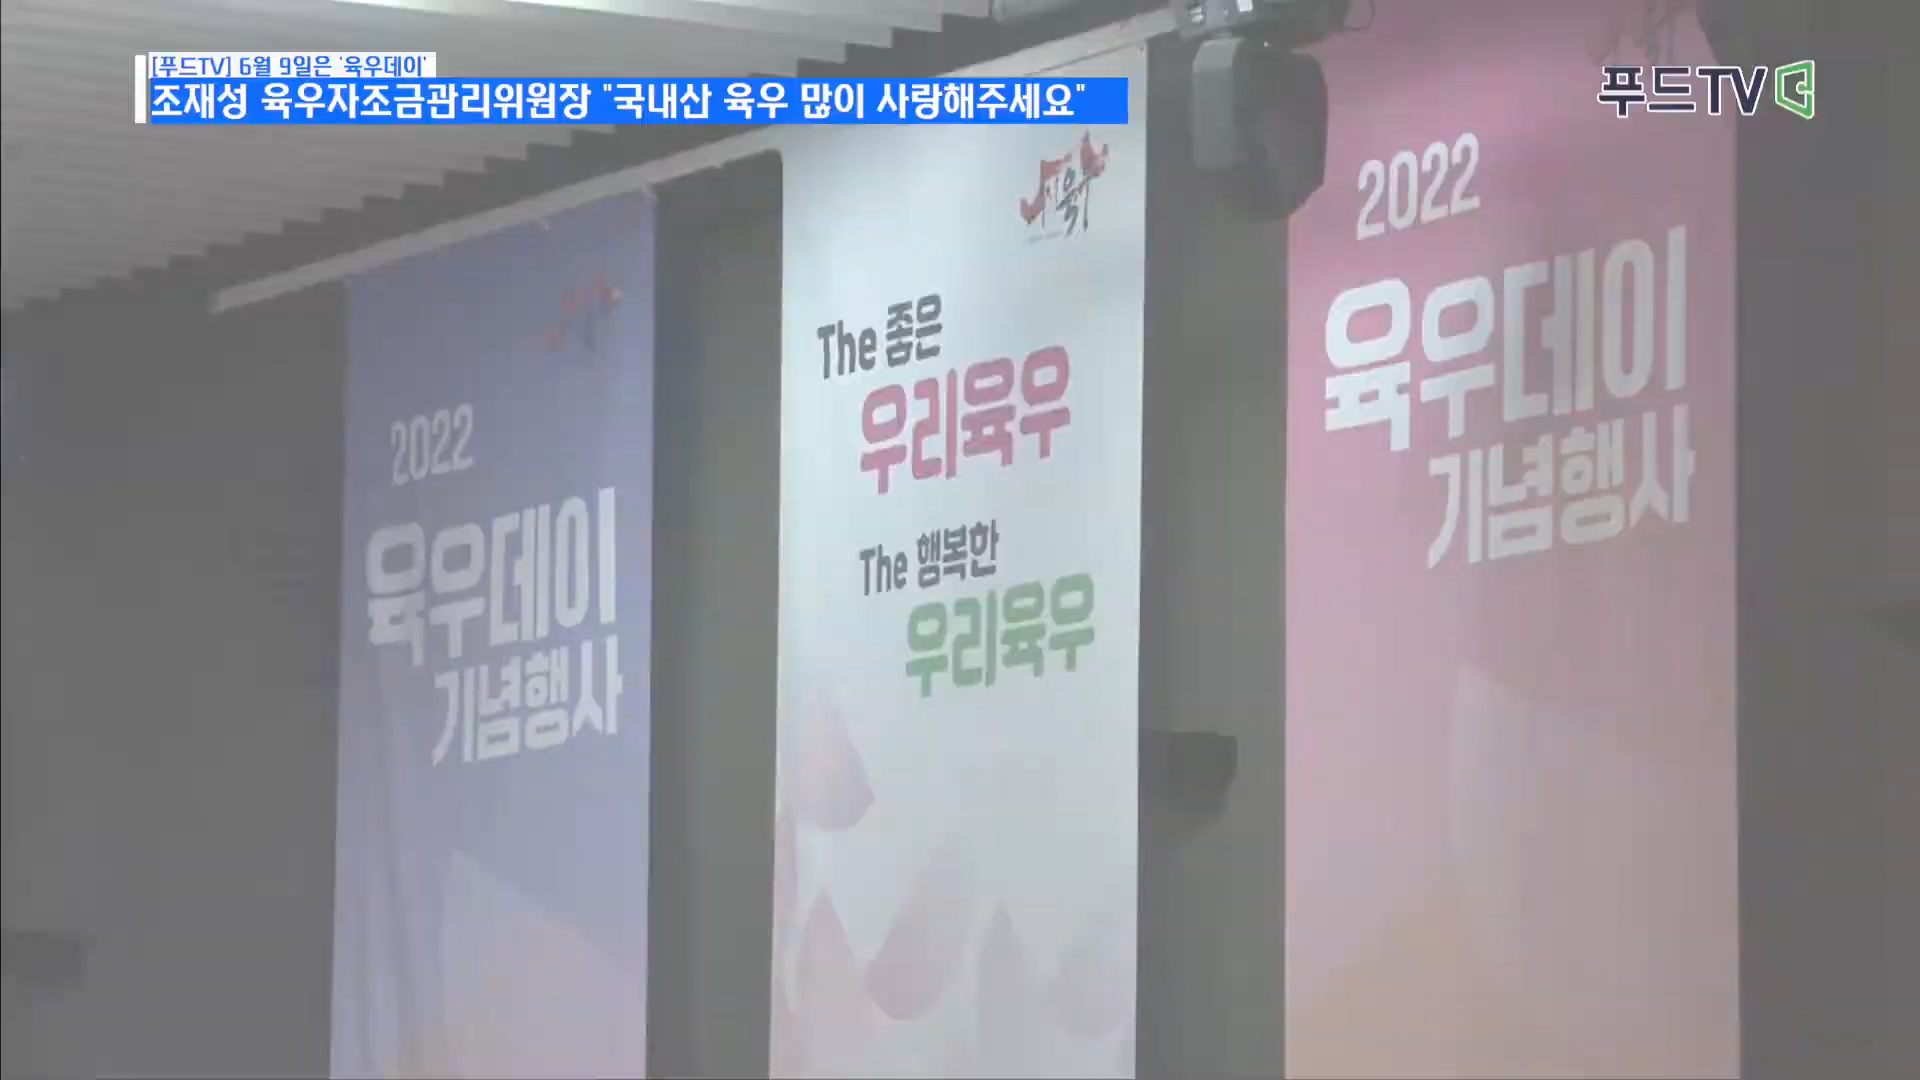 [푸드TV] 6월 9일은 '육우데이'
조재성 육우자조금관리위원장 "국내산 육우 많이 사랑해주세요"
푸드TV
2022
육우데이
기념행사
The 좋은
우리육우
The 행복한
우리육우
2022
육우데이
기념행사